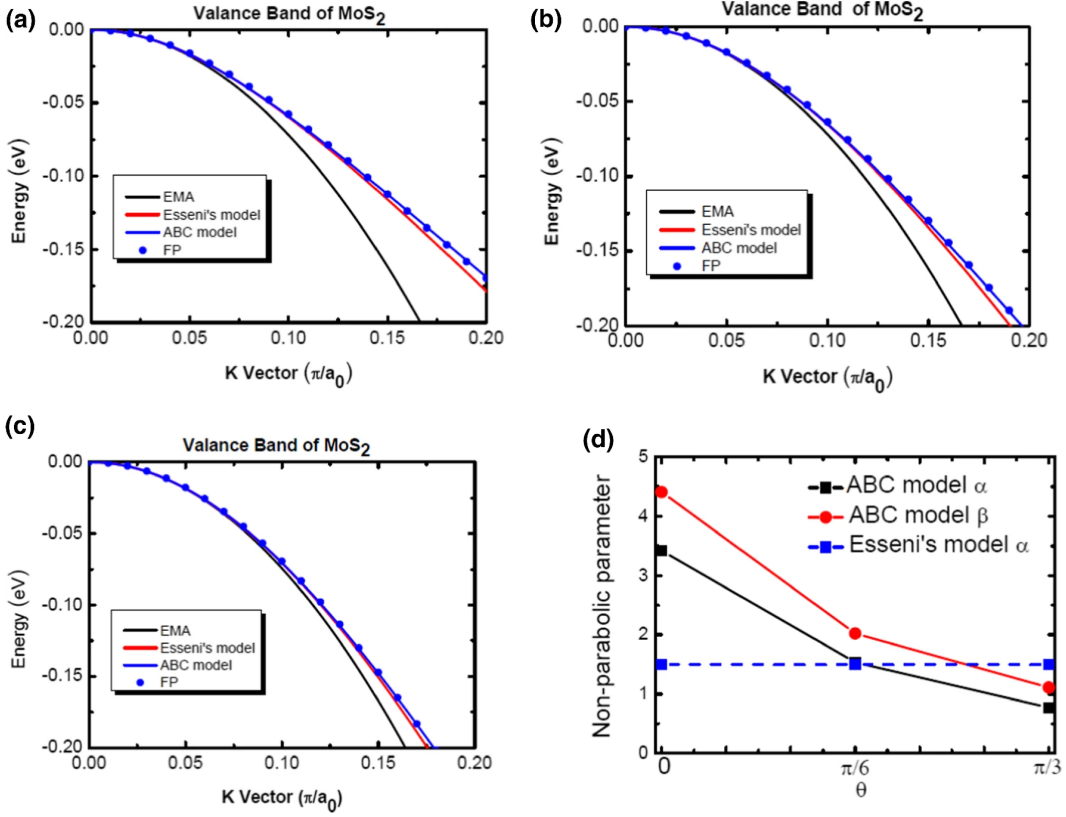 (a)
Valance Band of MoS2
0.00
-0.05
-0.10
-0.15
-0.20
Energy (eV)
EMA
Esseni's model
ABC model
FP
0.00 0.05 0.10 0.15 0.20
K Vector (π/a0)
(b)
Valance Band of MoS2
0.00
-0.05
-0.10
-0.15
-0.20
Energy (eV)
EMA
Esseni's model
ABC model
FP
0.00 0.05 0.10 0.15 0.20
K Vector (π/a0)
(c)
Valance Band of MoS2
0.00
-0.05
-0.10
-0.15
-0.20
Energy (eV)
EMA
Esseni's model
ABC model
FP
0.00 0.05 0.10 0.15 0.20
K Vector (π/a0)
(d)
5
4
3
2
1
0
Non-parabolic parameter
ABC model α
ABC model β
Esseni's model α
0 π/6 π/3
θ